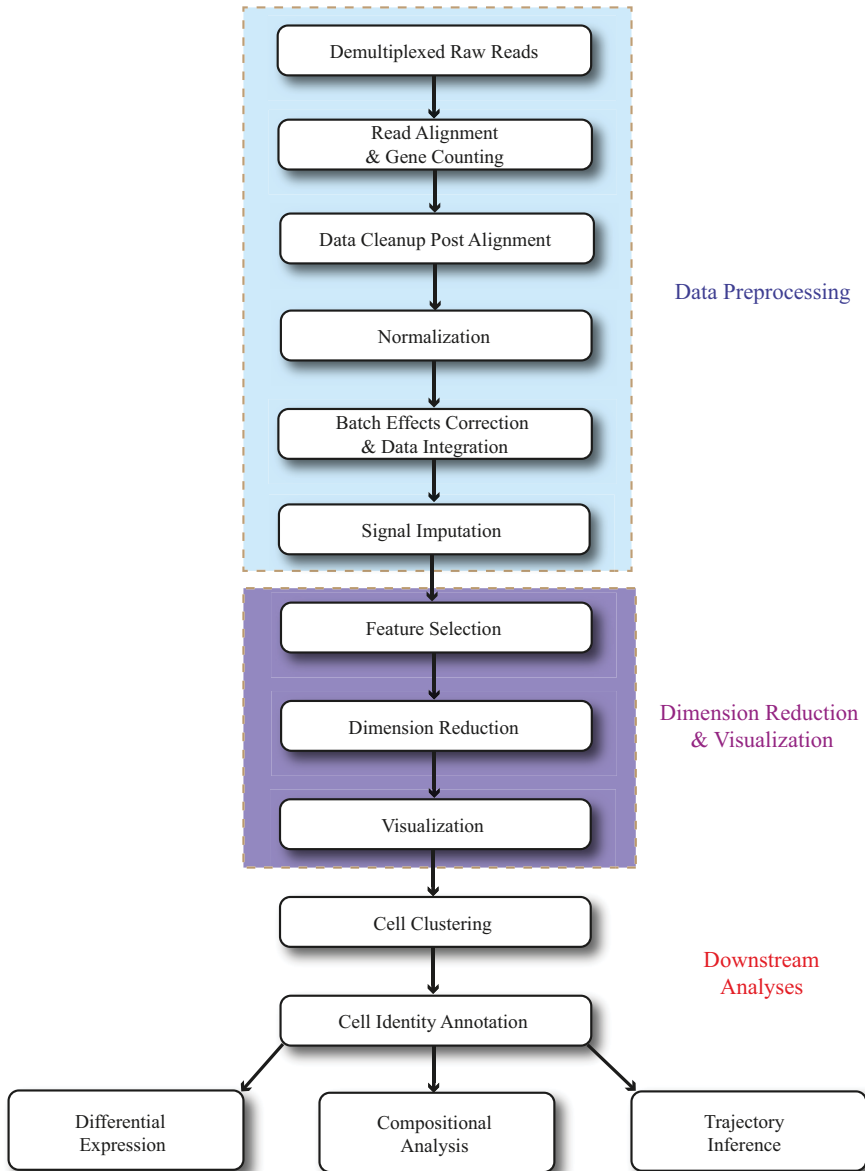 Demultiplexed Raw Reads
Read Alignment
& Gene Counting
Data Cleanup Post Alignment
Data Preprocessing
Normalization
Batch Effects Correction
& Data Integration
Signal Imputation
Feature Selection
Dimension Reduction
Dimension Reduction
& Visualization
Visualization
Cell Clustering
Downstream
Analyses
Cell Identity Annotation
Differential
Expression
Compositional
Analysis
Trajectory
Inference